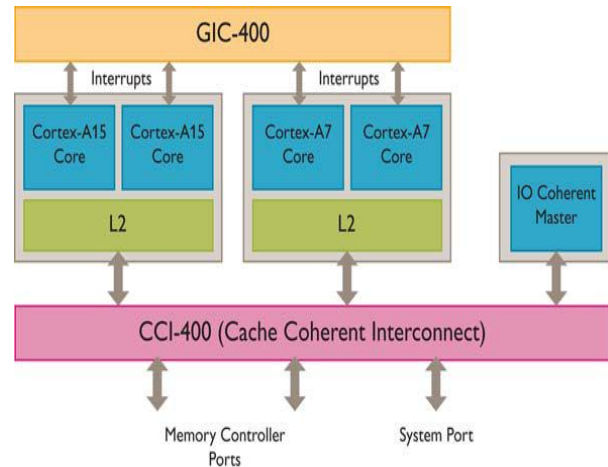 GIC-400
Interrupts
Interrupts
Cortex-A15
Core
Cortex-A15
Core
Cortex-A7
Core
Cortex-A7
Core
L2
L2
IO Coherent
Master
CCI-400 (Cache Coherent Interconnect)
Memory Controller
Ports
System Port